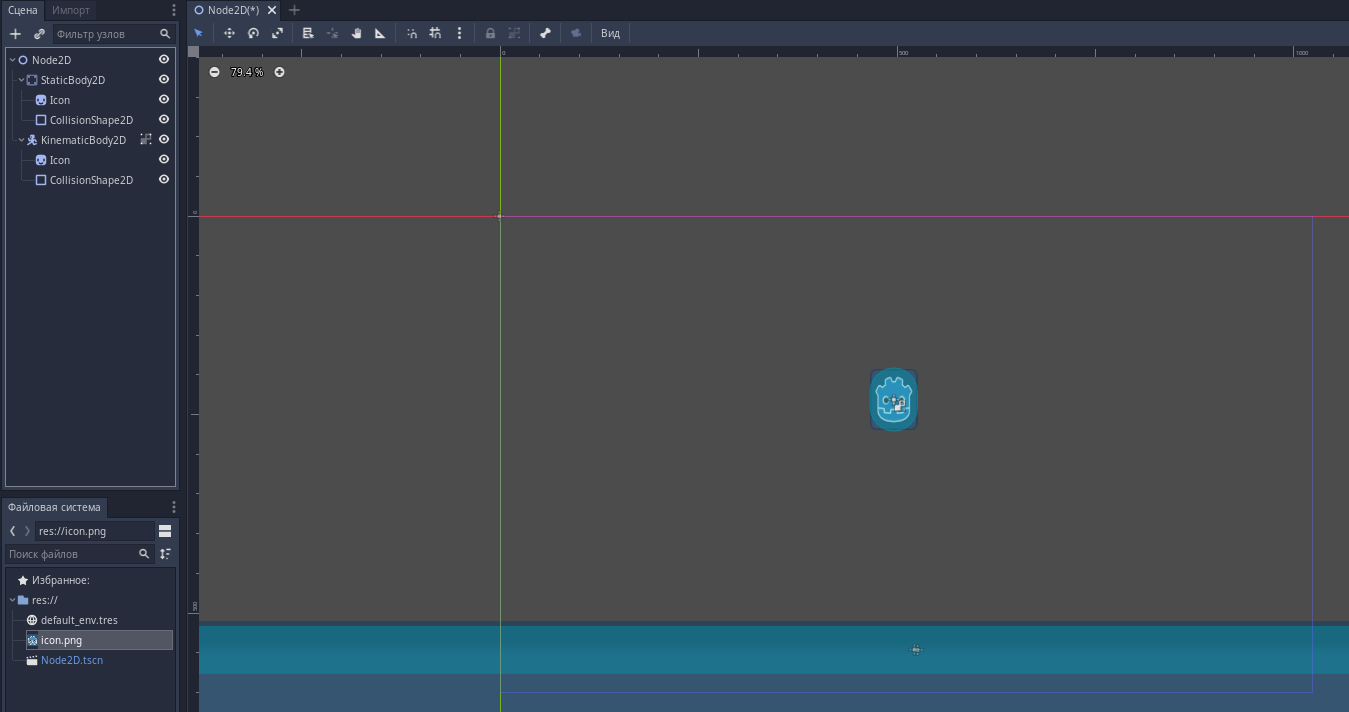 Сцена
Импорт
Фильтр узлов
Node2D
StaticBody2D
Icon
CollisionShape2D
KinematicBody2D
Icon
CollisionShape2D
Файловая система
res://icon.png
Поиск файлов
Избранное:
res://
default_env.tres
icon.png
Node2D.tscn
Node2D(*)
Вид
0
500
1000
79.4 %
0
500